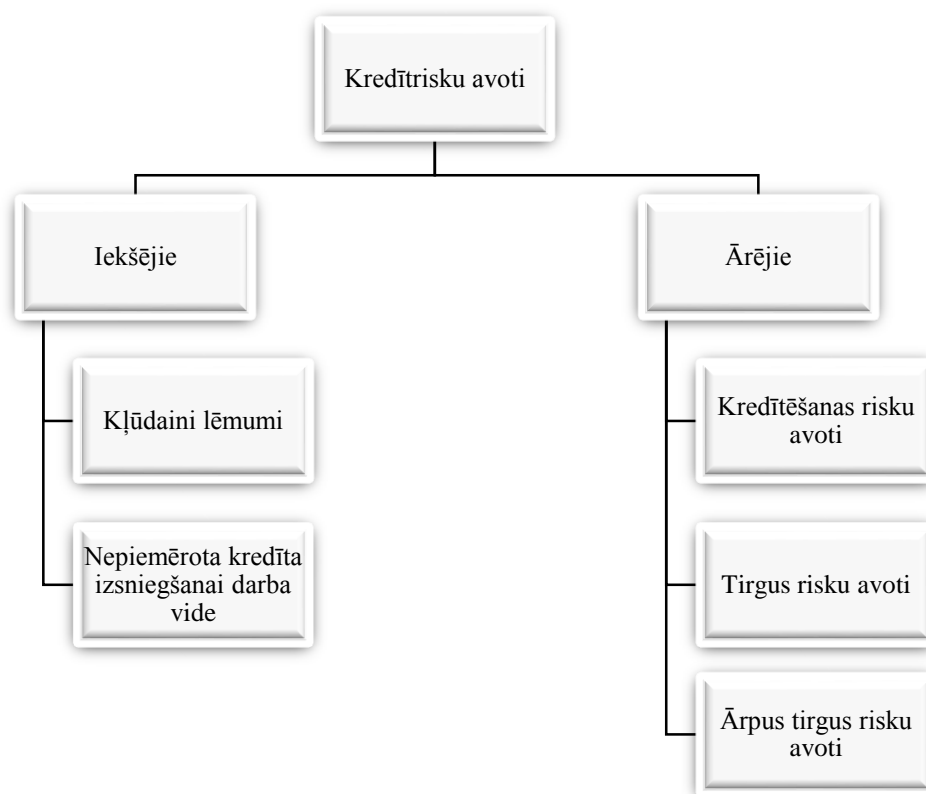 Kredītrisku avoti
Iekšējie
Kļūdaini lēmumi
Nepiemērota kredīta
izsniegšanai darba
vide
Ārējie
Kredītēšanas risku
avoti
Tirgus risku avoti
Ārpus tirgus risku
avoti